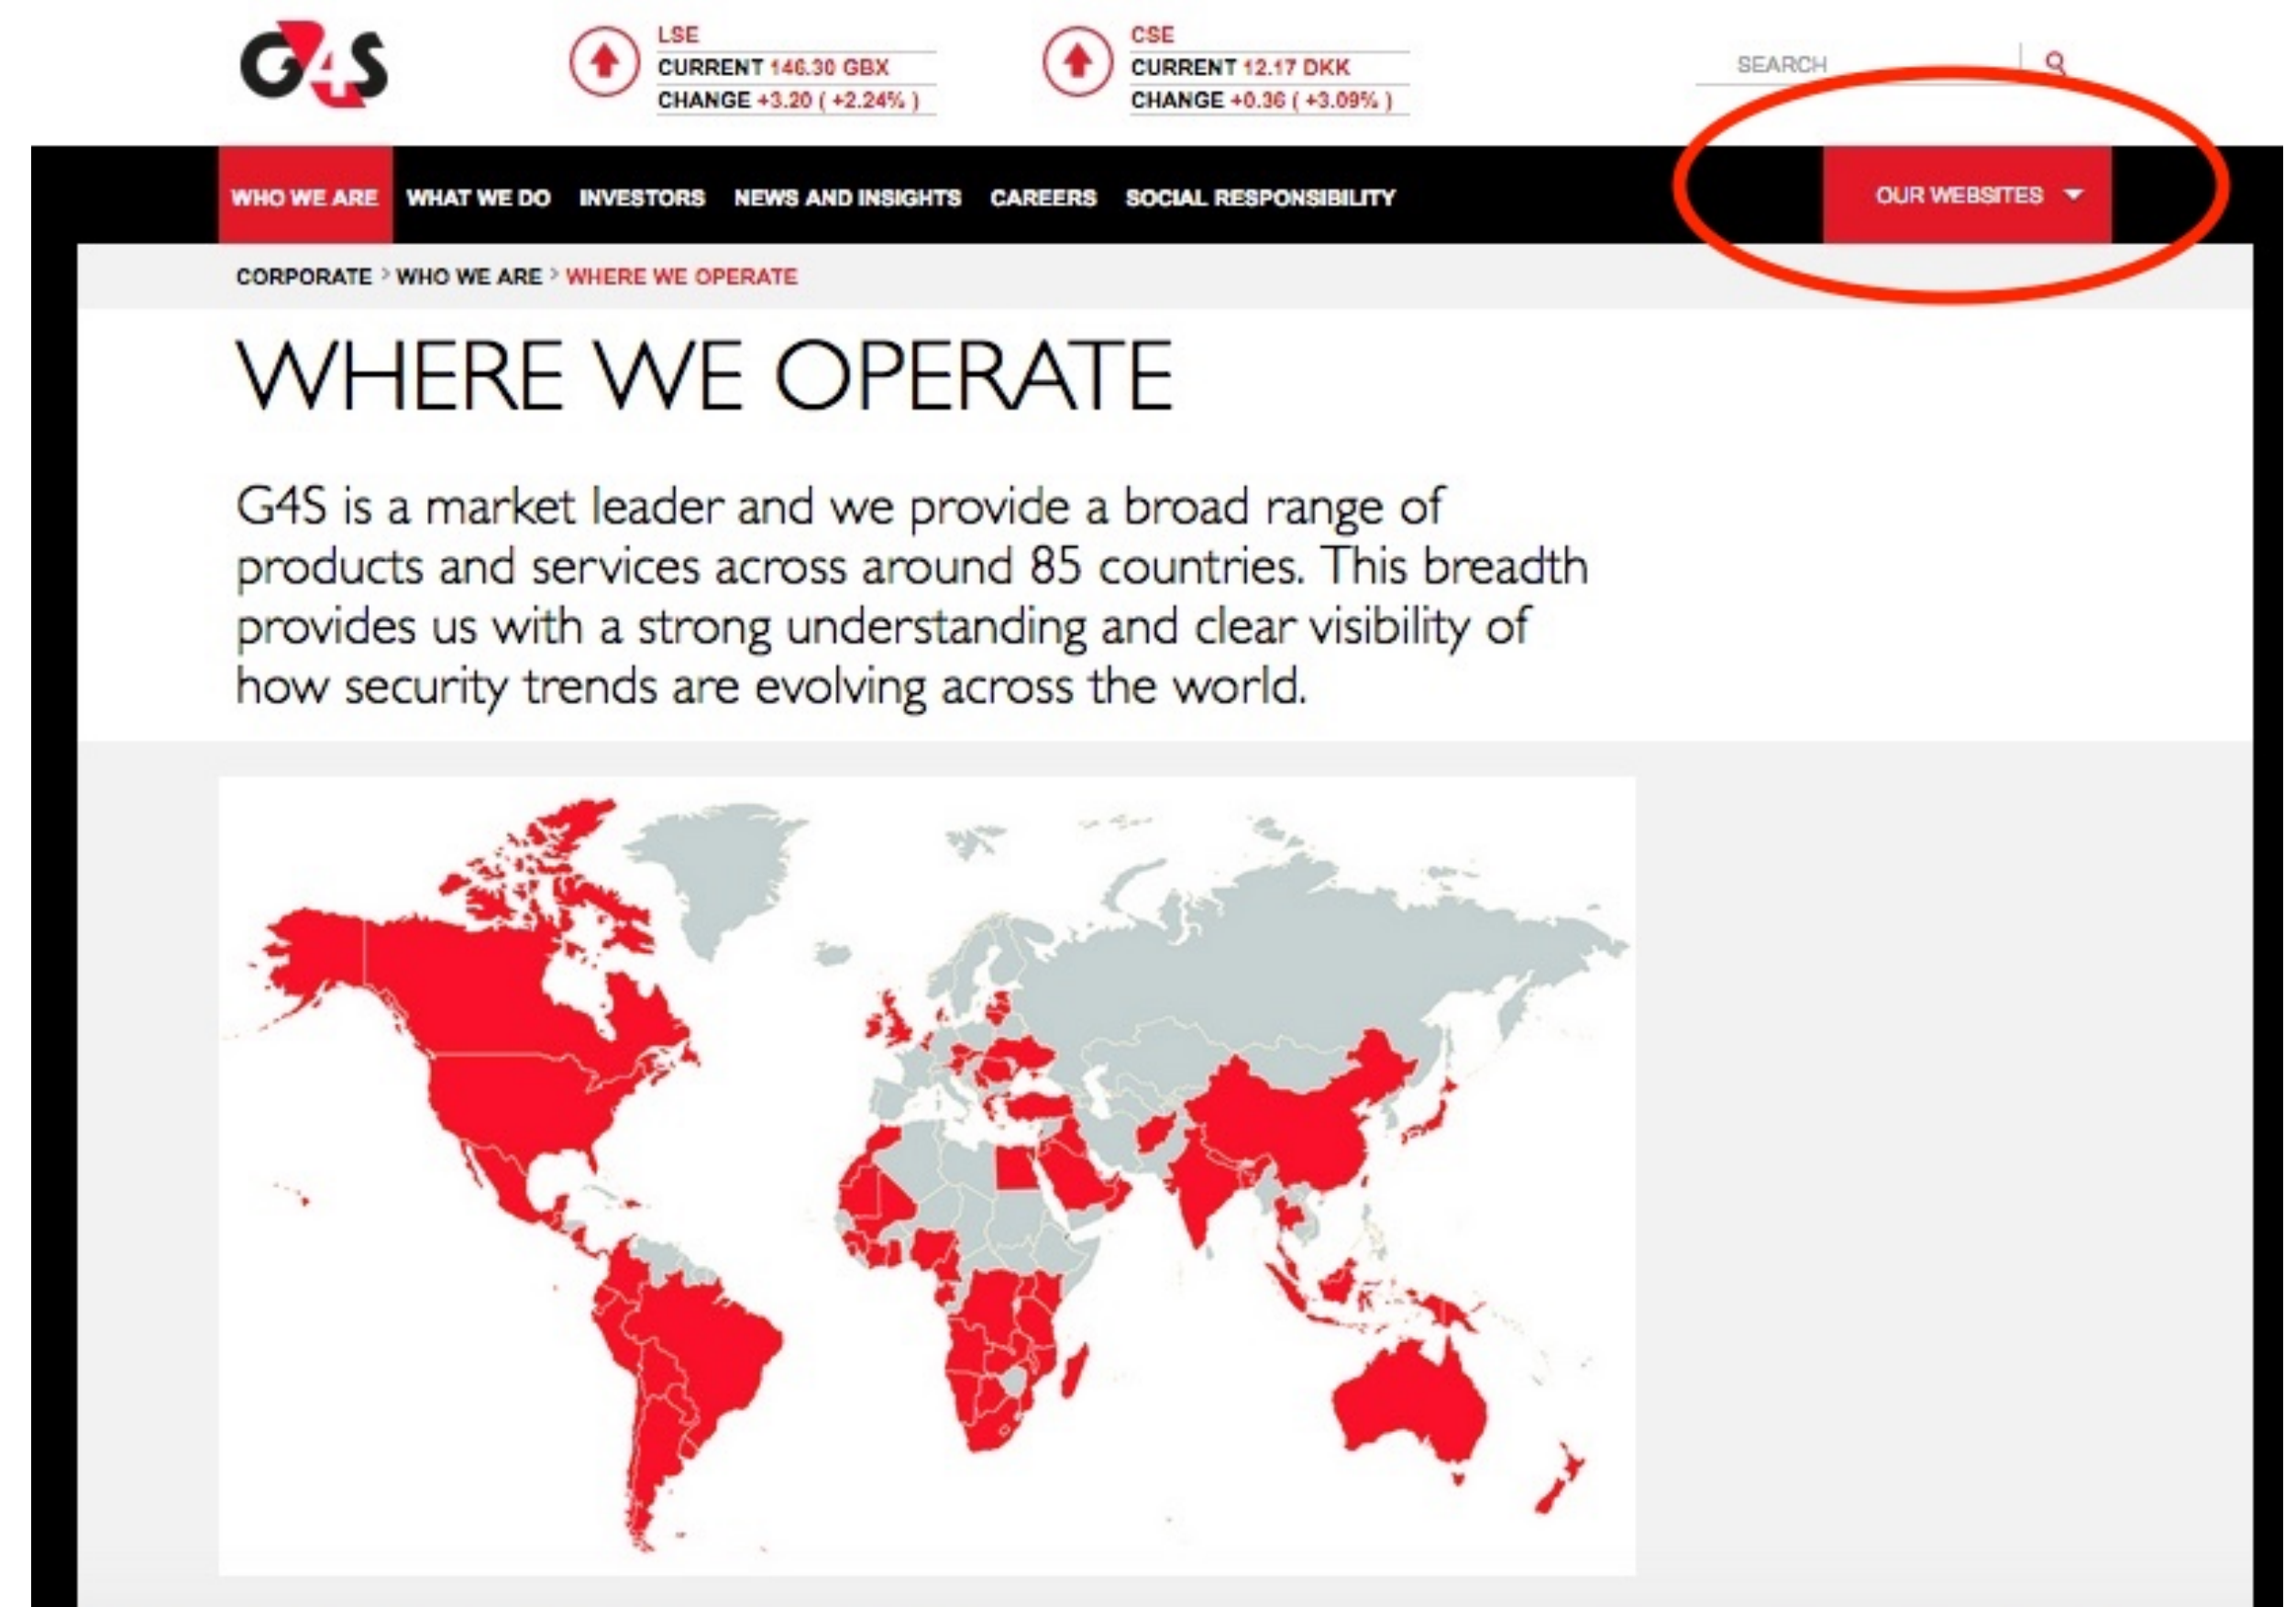 G4S
LSE
CURRENT 146.30 GBX
CHANGE +3.20 ( +2.24% )
CSE
CURRENT 12.17 DKK
CHANGE +0.36 ( +3.09% )
SEARCH
WHO WE ARE WHAT WE DO INVESTORS NEWS AND INSIGHTS CAREERS SOCIAL RESPONSIBILITY OUR WEBSITES
CORPORATE > WHO WE ARE > WHERE WE OPERATE
WHERE WE OPERATE
G4S is a market leader and we provide a broad range of
products and services across around 85 countries. This breadth
provides us with a strong understanding and clear visibility of
how security trends are evolving across the world.